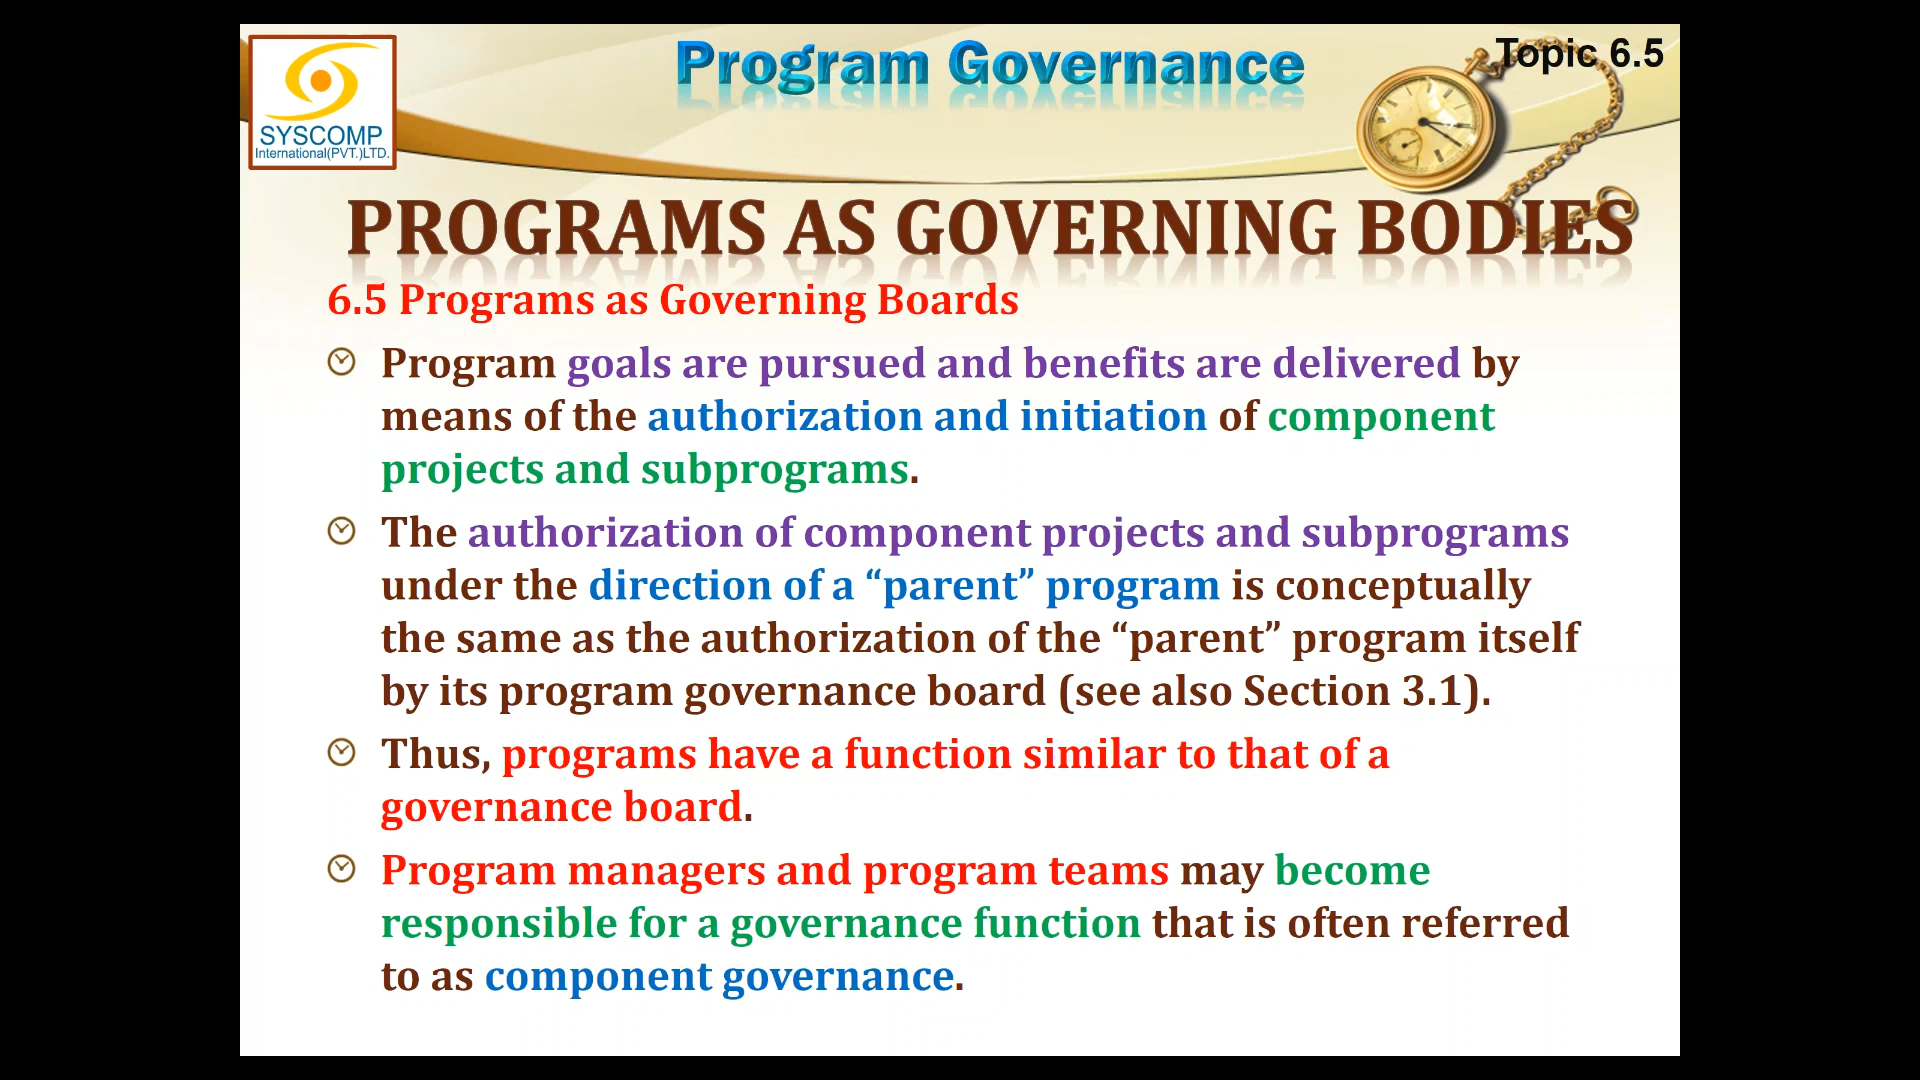 Program Governance
Topic 6.5
SYSCOMP
International(PVT.)LTD.
PROGRAMS AS GOVERNING BODIES
6.5 Programs as Governing Boards
Program goals are pursued and benefits are delivered by
means of the authorization and initiation of component
projects and subprograms.
The authorization of component projects and subprograms
under the direction of a “parent” program is conceptually
the same as the authorization of the “parent” program itself
by its program governance board (see also Section 3.1).
Thus, programs have a function similar to that of a
governance board.
Program managers and program teams may become
responsible for a governance function that is often referred
to as component governance.